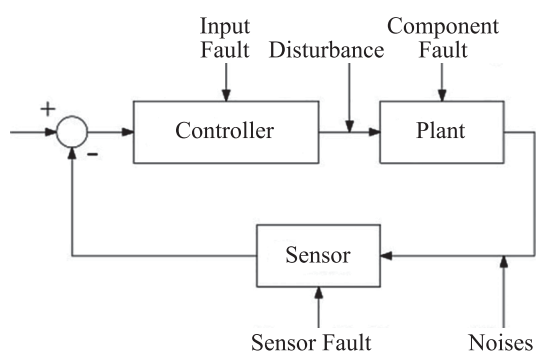 Input
Fault
Disturbance
Component
Fault
+
Controller
Plant
-
Sensor
Sensor Fault
Noises